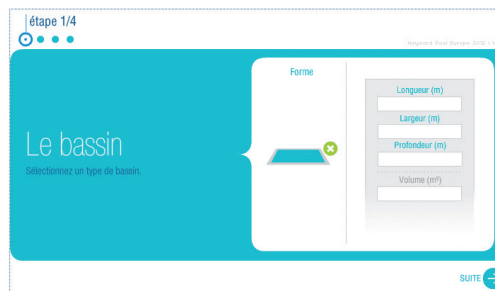 étape 1/4
Hayward Pool Europe
Forme
Longueur (m)
Largeur (m)
Profondeur (m)
Volume (m³)
Le bassin
Sélectionnez un type de bassin.
SUITE